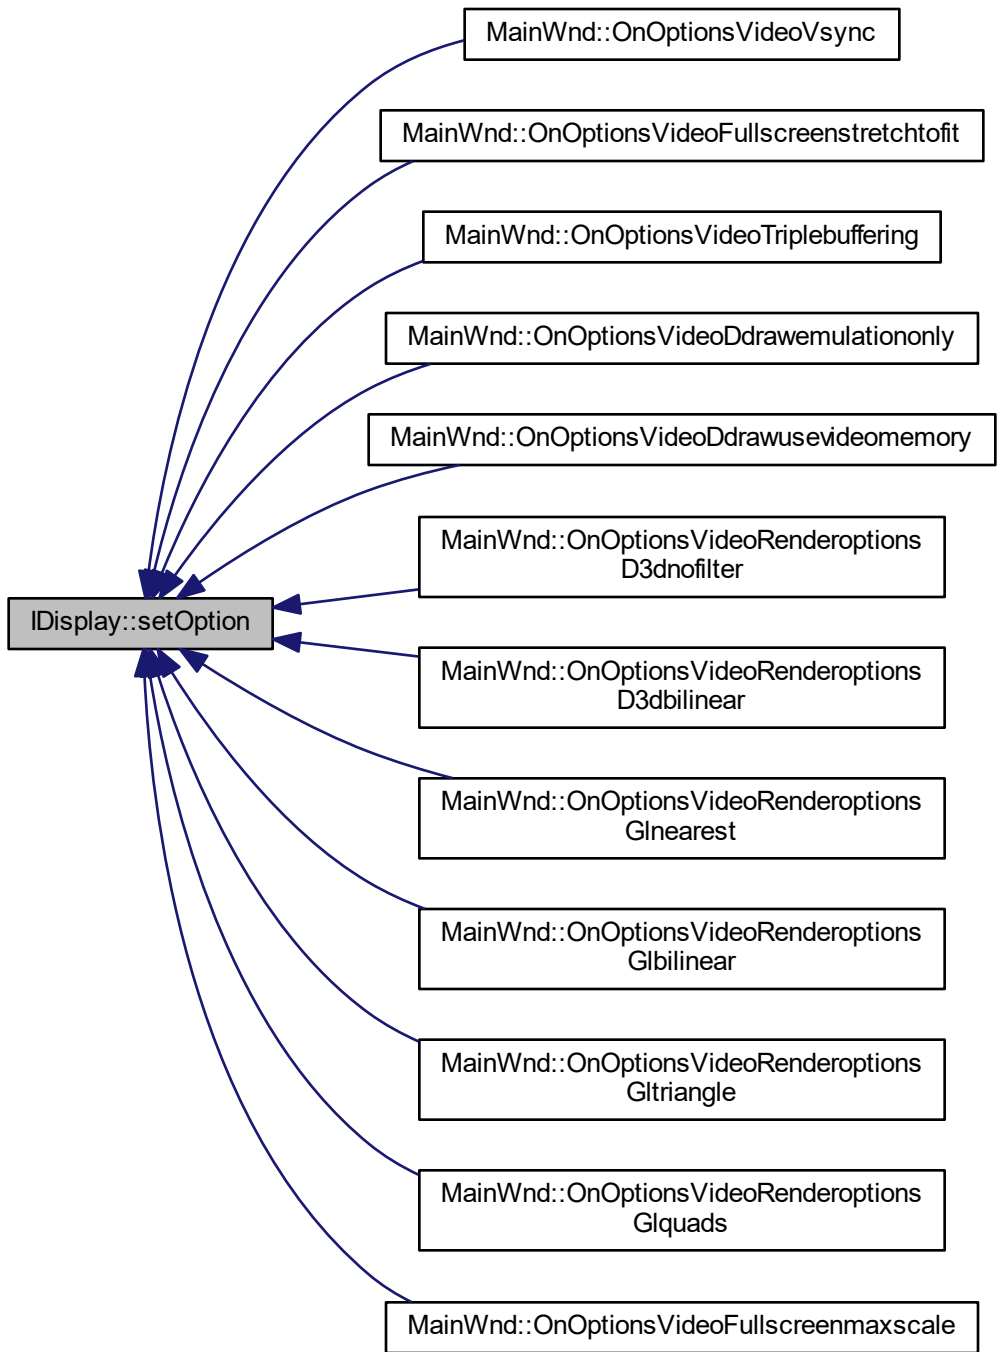 MainWnd::OnOptionsVideoVsync
MainWnd::OnOptionsVideoFullscreenstretchtofit
MainWnd::OnOptionsVideoTriplebuffering
MainWnd::OnOptionsVideoDdrawemulationonly
MainWnd::OnOptionsVideoDdrawusevideomemory
MainWnd::OnOptionsVideoRenderoptions
D3dnofilter
IDisplay::setOption
MainWnd::OnOptionsVideoRenderoptions
D3dbilinear
MainWnd::OnOptionsVideoRenderoptions
Glnearest
MainWnd::OnOptionsVideoRenderoptions
Glbilinear
MainWnd::OnOptionsVideoRenderoptions
Gltriangle
MainWnd::OnOptionsVideoRenderoptions
Glquads
MainWnd::OnOptionsVideoFullscreenmaxscale